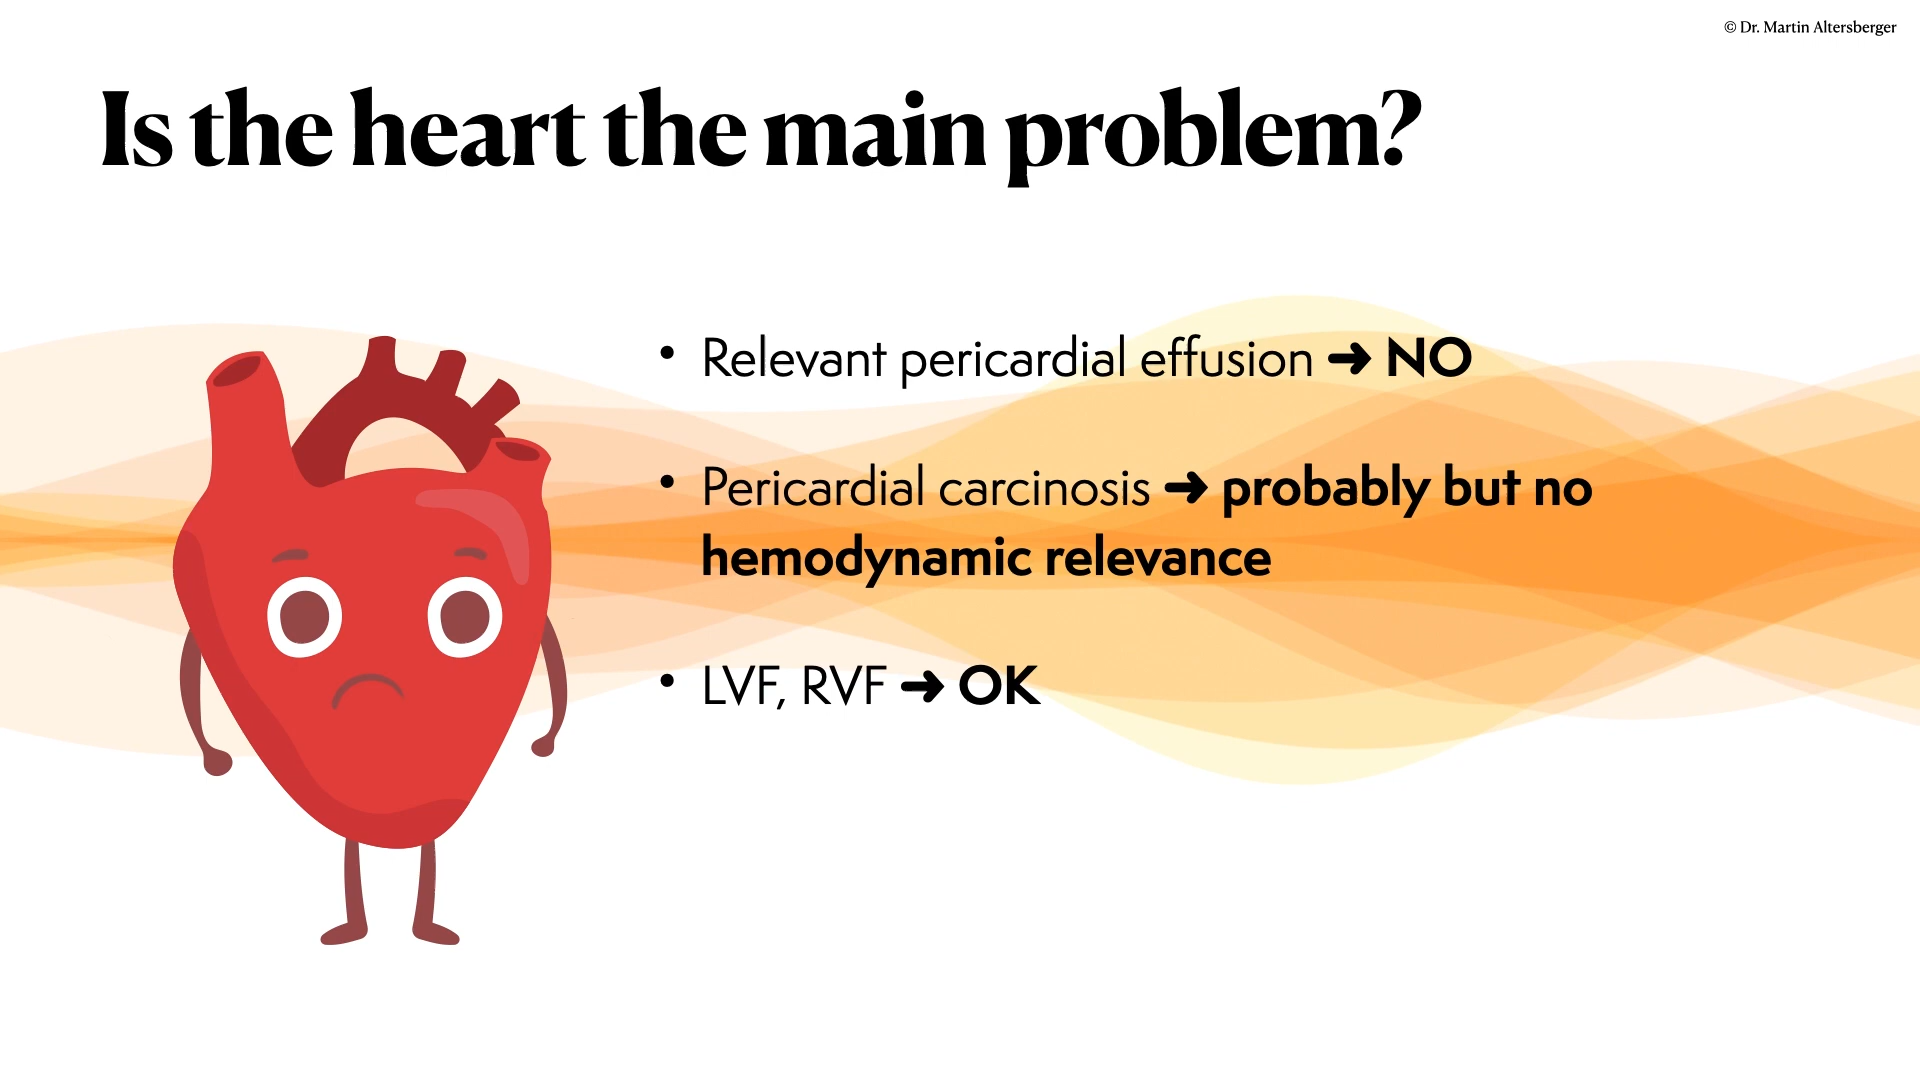 © Dr. Martin Altersberger
Is the heart the main problem?
• Relevant pericardial effusion ➜ NO
• Pericardial carcinosis ➜ probably but no
hemodynamic relevance
• LVF, RVF ➜ OK